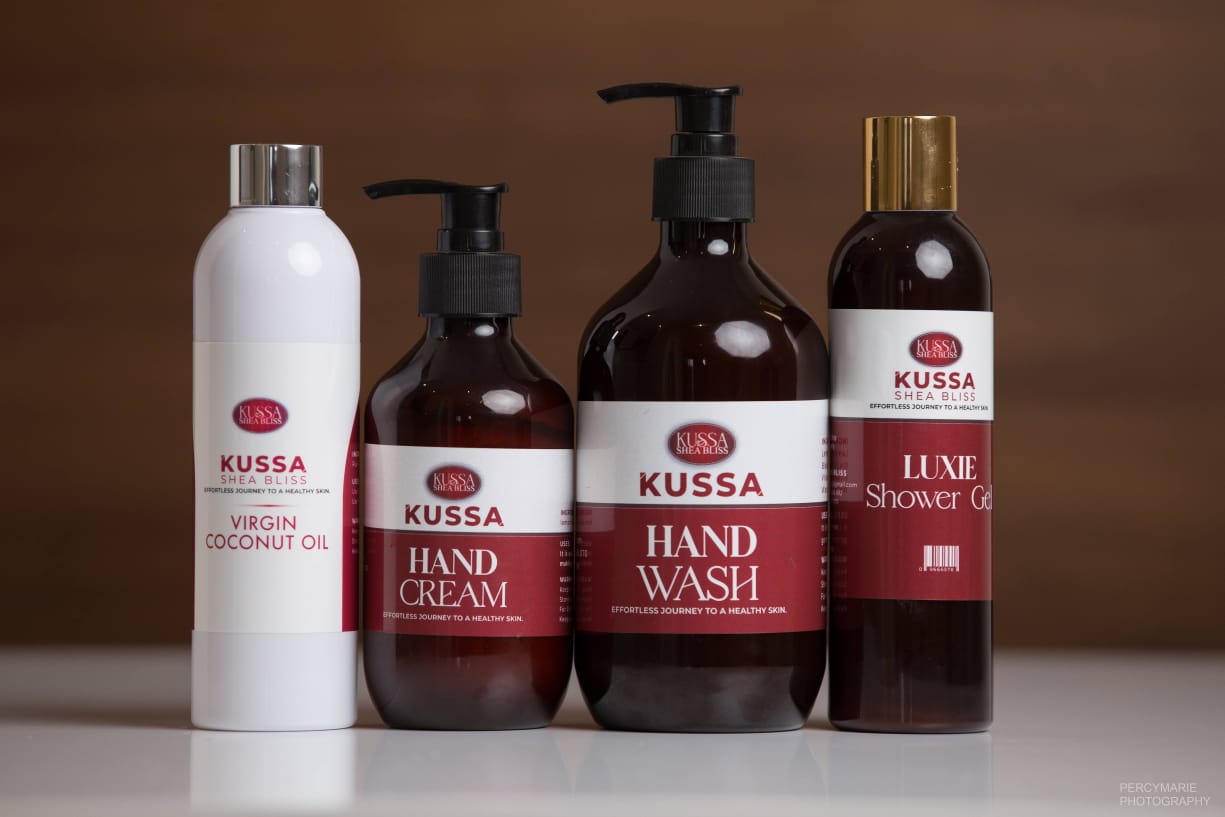 KUSSA
SHEA BLISS
KUSSA
SHEA BLISS
EFFORTLESS JOURNEY TO A HEALTHY SKIN.
VIRGIN
COCONUT OIL
KUSSA
SHEA BLISS
KUSSA
HAND
CREAM
EFFORTLESS JOURNEY TO A HEALTHY SKIN.
KUSSA
SHEA BLISS
KUSSA
HAND
WASH
EFFORTLESS JOURNEY TO A HEALTHY SKIN.
KUSSA
SHEA BLISS
KUSSA
SHEA BLISS
EFFORTLESS JOURNEY TO A HEALTHY SKIN
LUXIE
Shower Gel
PERCYMARIE
PHOTOGRAPHY